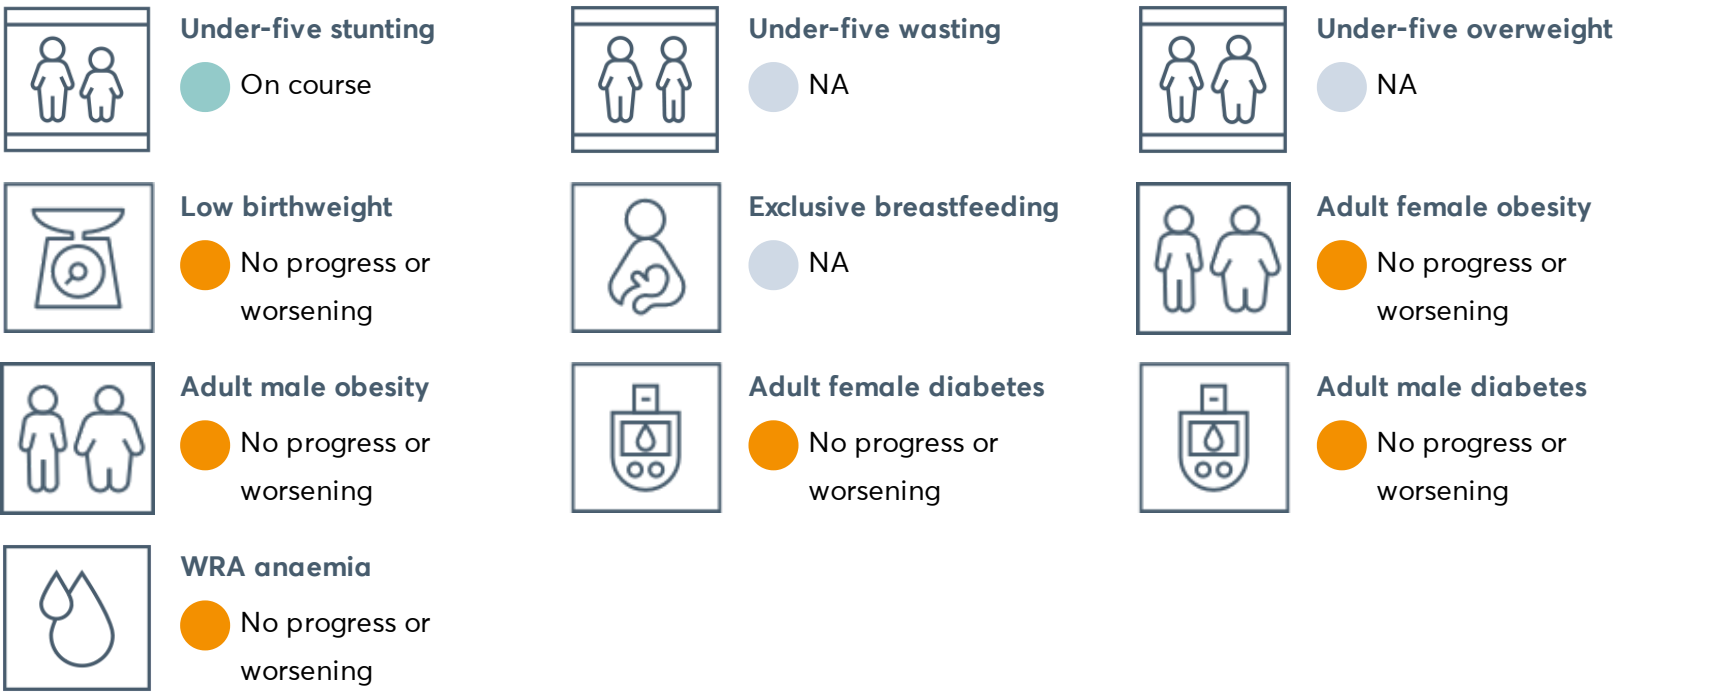 Under-five stunting
On course
Under-five wasting
NA
Under-five overweight
NA
Low birthweight
No progress or
worsening
Exclusive breastfeeding
NA
Adult female obesity
No progress or
worsening
Adult male obesity
No progress or
worsening
Adult female diabetes
No progress or
worsening
Adult male diabetes
No progress or
worsening
WRA anaemia
No progress or
worsening